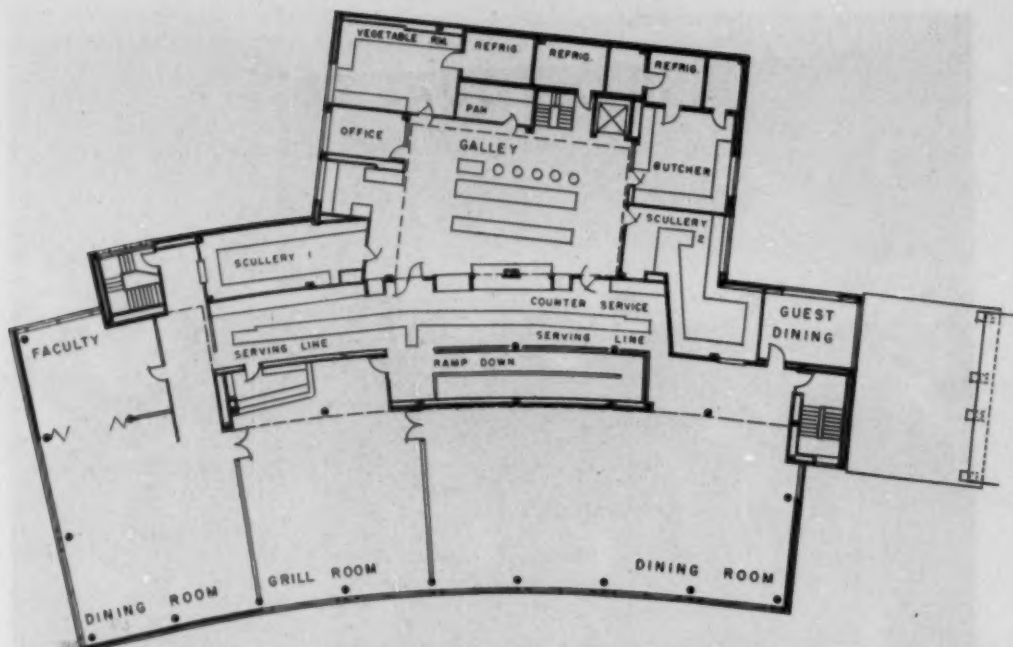 VEGETABLE RM.
REFRIG.
REFRIG.
REFRIG.
PAN
OFFICE
GALLEY
BUTCHER
SCULLERY
2
SCULLERY 1
COUNTER SERVICE
GUEST
DINING
FACULTY
SERVING LINE
SERVING LINE
RAMP DOWN
GRILL ROOM
DINING ROOM
DINING ROOM